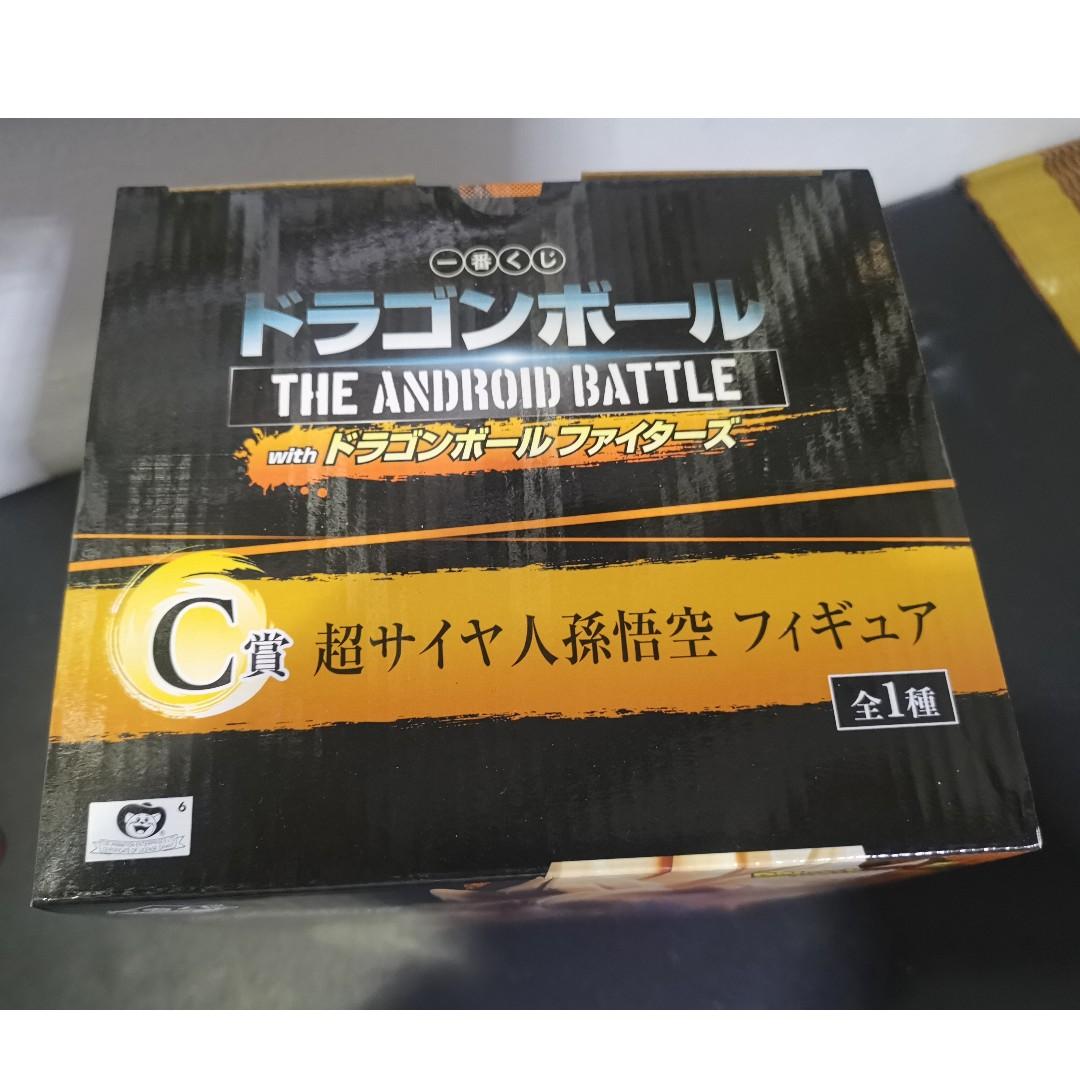 一番くじ
ドラゴンボール
THE ANDROID BATTLE
with ドラゴンボール ファイターズ
C賞 超サイヤ人孫悟空 フィギュア
全1種
6